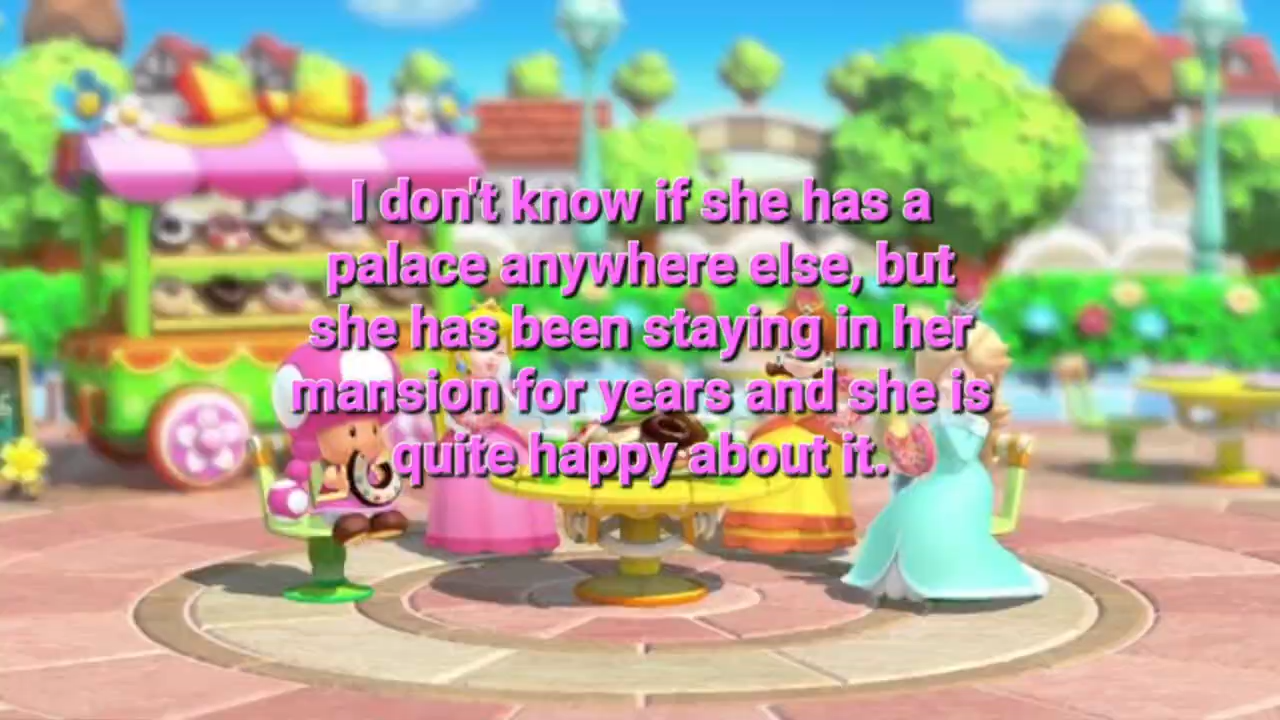 I don't know if she has a
palace anywhere else, but
she has been staying in her
mansion for years and she is
quite happy about it.